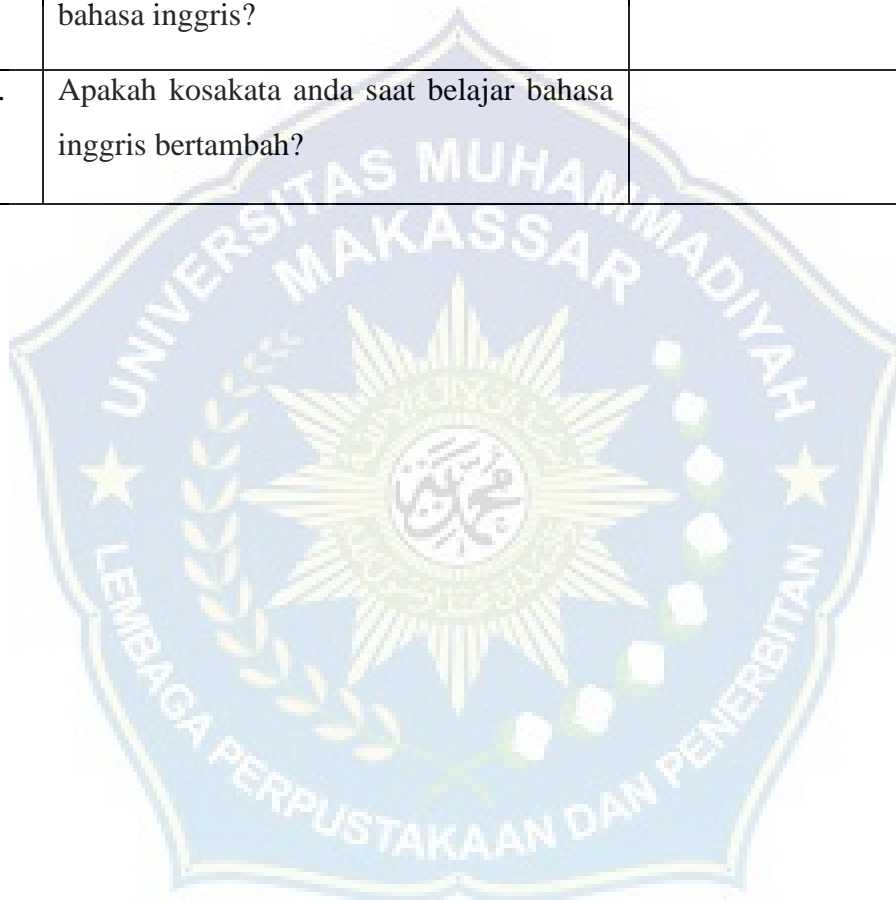 bahasa inggris?
. Apakah kosakata anda saat belajar bahasa
inggris bertambah?
UNIVERSITAS MUHAMMADIYAH
MAKASSAR
LEMBAGA PERPUSTAKAAN DAN PENERBITAN